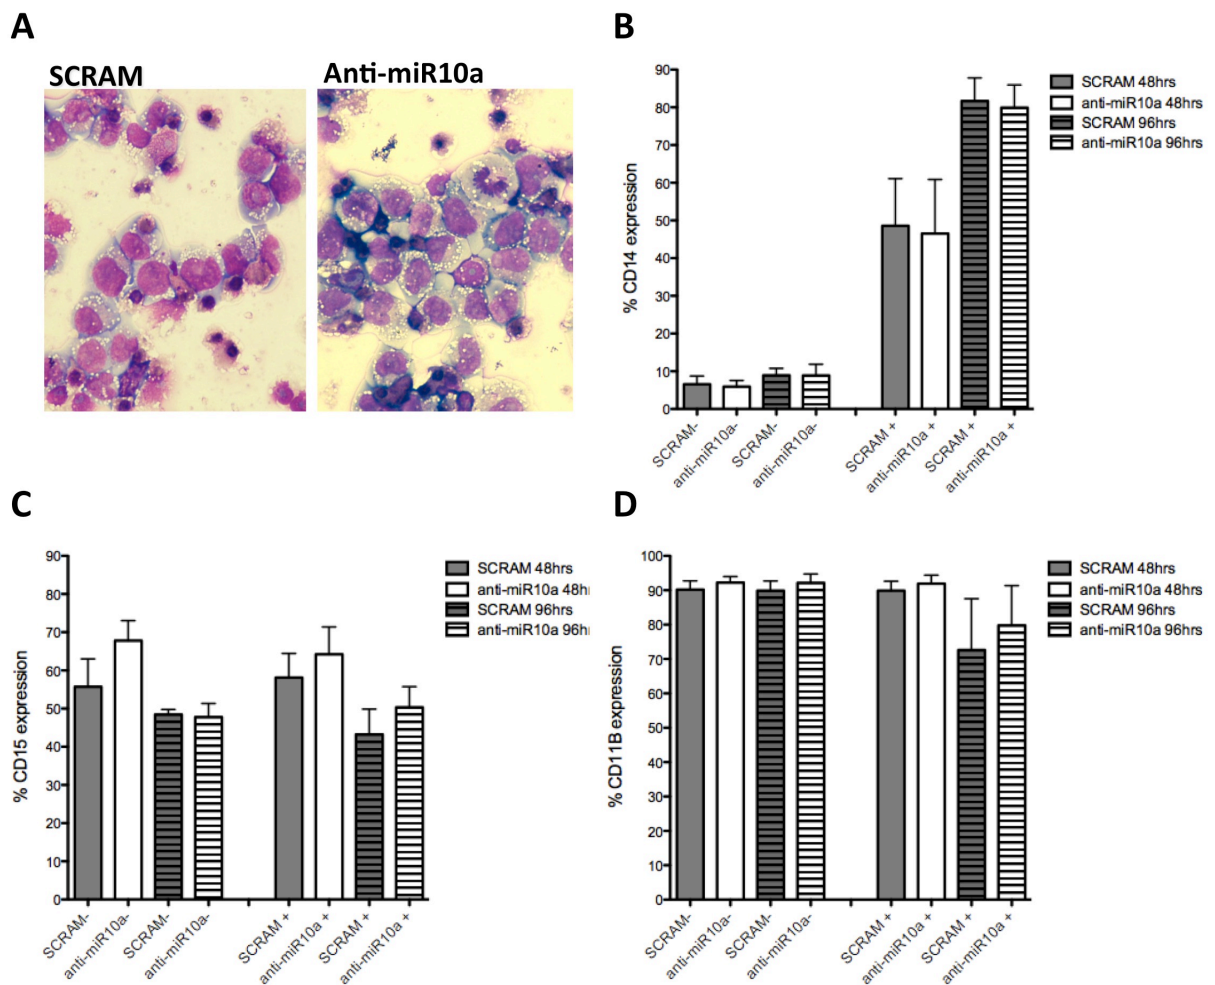 A
SCRAM
Anti-miR10a
B
90
80
70
60
50
40
30
20
10
0
% CD14 expression
SCRAM-
anti-miR10a-
SCRAM-
anti-miR10a-
SCRAM +
anti-miR10a +
SCRAM +
anti-miR10a +
SCRAM 48hrs
anti-miR10a 48hrs
SCRAM 96hrs
anti-miR10a 96hrs
C
90
80
70
60
50
40
30
20
10
0
% CD15 expression
SCRAM-
anti-miR10a-
SCRAM-
anti-miR10a-
SCRAM +
anti-miR10a +
SCRAM +
anti-miR10a +
SCRAM 48hrs
anti-miR10a 48h
SCRAM 96hrs
anti-miR10a 96h
D
100
90
80
70
60
50
40
30
20
10
0
% CD11B expression
SCRAM-
anti-miR10a-
SCRAM-
anti-miR10a-
SCRAM +
anti-miR10a +
SCRAM +
anti-miR10a +
SCRAM 48hrs
anti-miR10a 48hrs
SCRAM 96hrs
anti-miR10a 96hrs